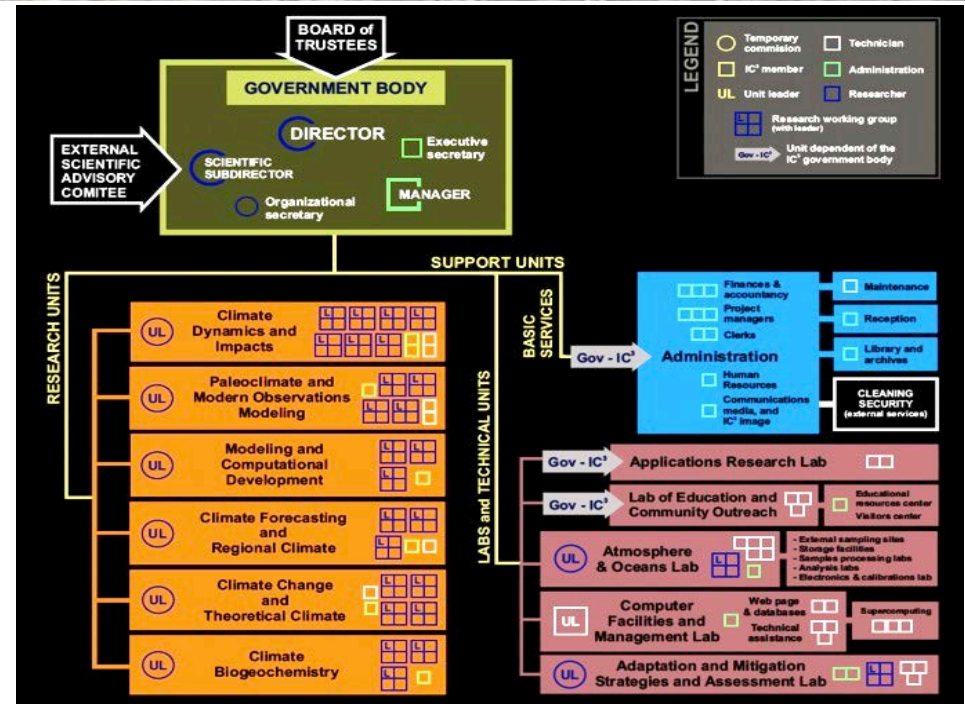 BOARD of
TRUSTEES
GOVERNMENT BODY
DIRECTOR
Executive
secretary
SCIENTIFIC
SUBDIRECTOR
MANAGER
Organizational
secretary
EXTERNAL
SCIENTIFIC
ADVISORY
COMITEE
LEGEND
Temporary
commision
Technician
IC³ member
Administration
UL Unit leader
Researcher
L
Research working group
(with leader)
Gov - IC³
Unit dependent of the
IC³ government body
RESEARCH UNITS
SUPPORT UNITS
BASIC
SERVICES
LABS and TECHNICAL UNITS
UL
Climate
Dynamics and
Impacts
L L L L
L L L
UL
Paleoclimate and
Modern Observations
Modeling
L L
L L
UL
Modeling and
Computational
Development
L L
L
UL
Climate Forecasting
and
Regional Climate
L L
L
UL
Climate Change
and
Theoretical Climate
L L
L L
UL
Climate
Biogeochemistry
L L
L
Gov - IC³
Administration
Finances &
accountancy
Project
managers
Clerks
Human
Resources
Communications
media, and
IC³ image
Maintenance
Reception
Library and
archives
CLEANING
SECURITY
(external services)
Gov - IC³
Applications Research Lab
Gov - IC³
Lab of Education and
Community Outreach
Educational
resources center
Visitors center
UL
Atmosphere
& Oceans Lab
L
- External sampling sites
- Storage facilities
- Samples processing labs
- Analysis labs
- Electronics & calibrations lab
UL
Computer
Facilities and
Management Lab
Web page
& databases
Technical
assistance
Supercomputing
UL
Adaptation and Mitigation
Strategies and Assessment Lab
L